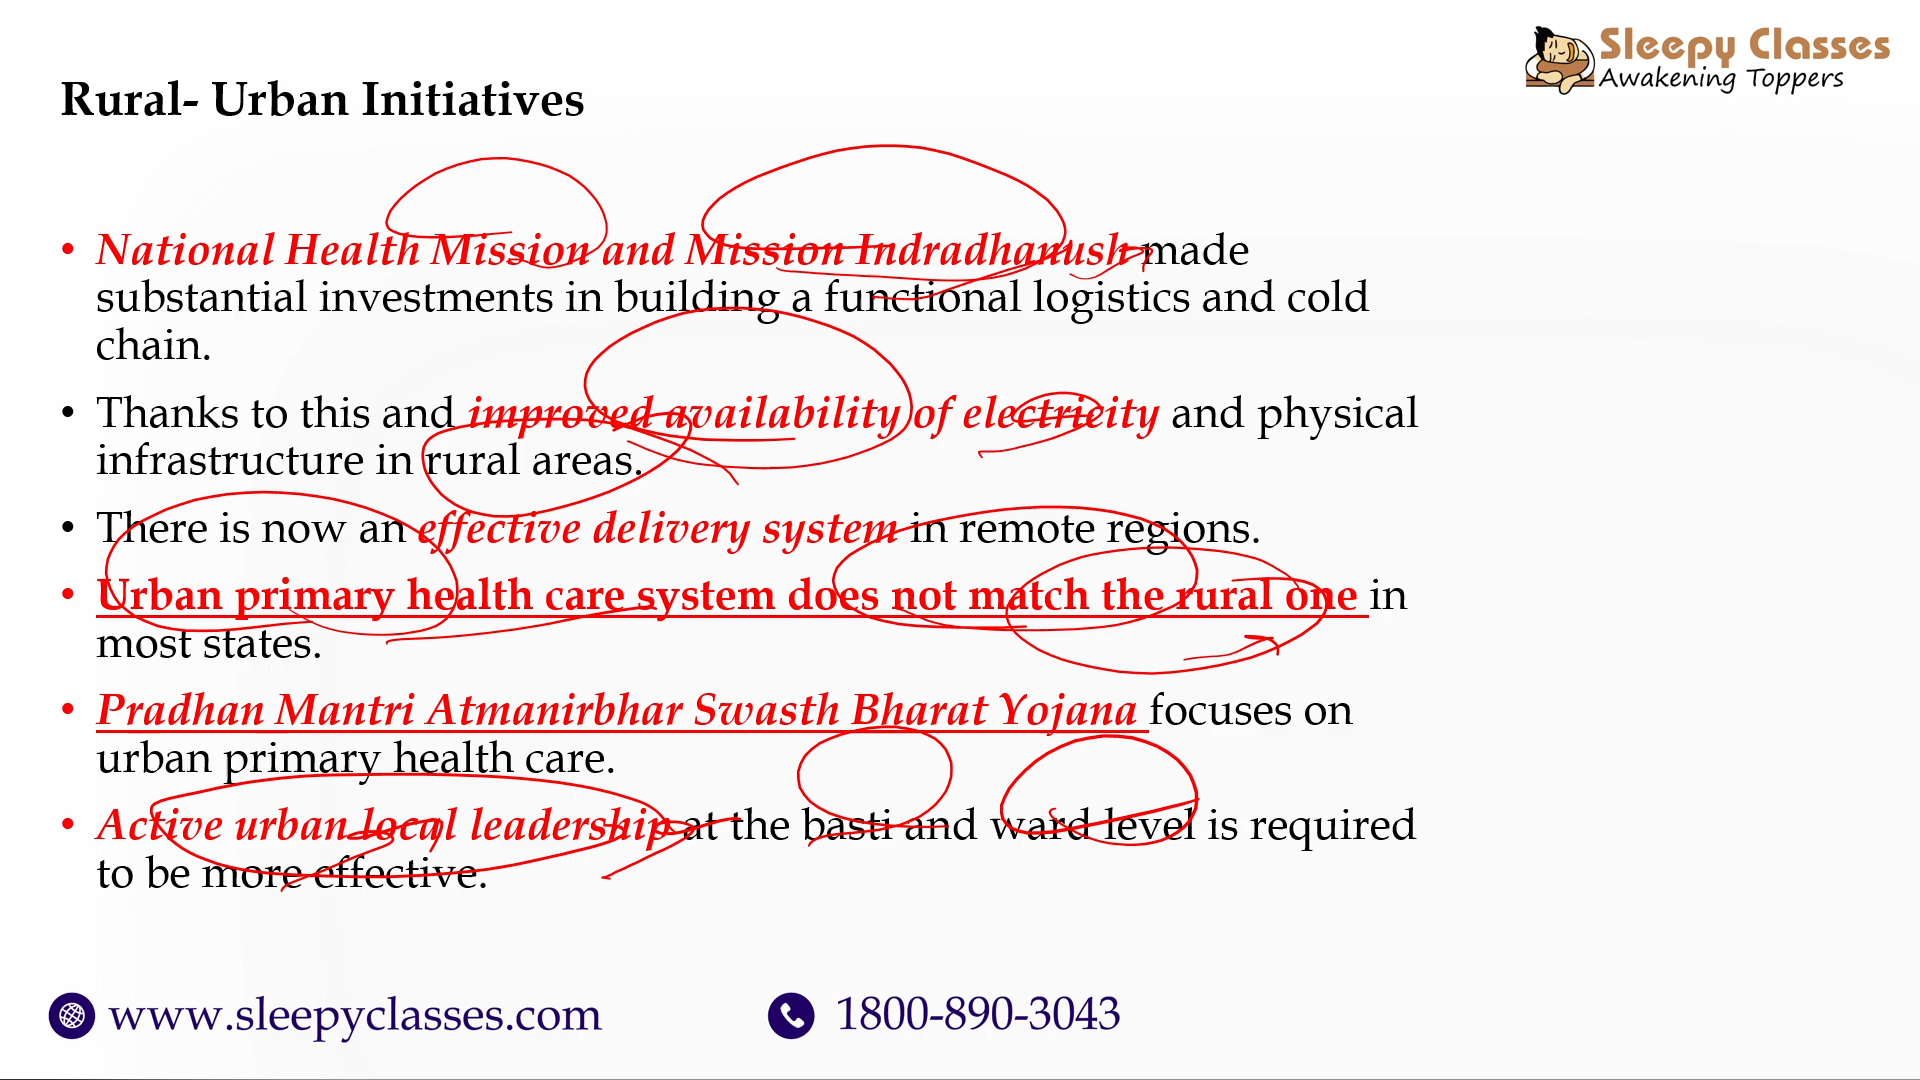 Sleepy Classes
Awakening Toppers
Rural- Urban Initiatives
• National Health Mission and Mission Indradhanush made
substantial investments in building a functional logistics and cold
chain.
• Thanks to this and improved availability of electricity and physical
infrastructure in rural areas.
• There is now an effective delivery system in remote regions.
• Urban primary health care system does not match the rural one in
most states.
• Pradhan Mantri Atmanirbhar Swasth Bharat Yojana focuses on
urban primary health care.
• Active urban local leadership at the basti and ward level is required
to be more effective.
www.sleepyclasses.com
1800-890-3043